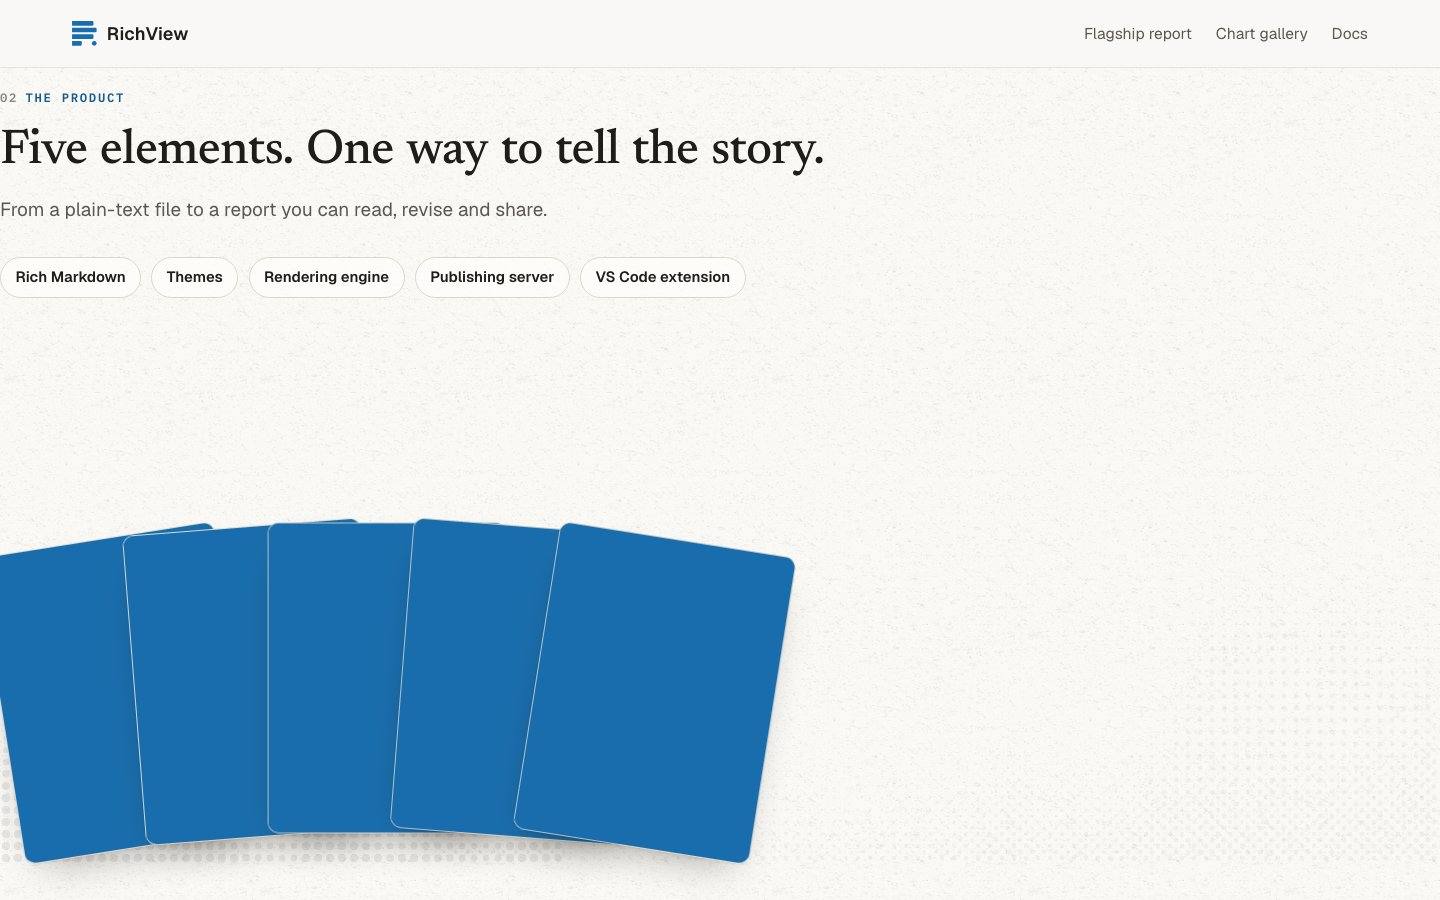 RichView
Flagship report
Chart gallery
Docs
02 THE PRODUCT
Five elements. One way to tell the story.
From a plain-text file to a report you can read, revise and share.
Rich Markdown
Themes
Rendering engine
Publishing server
VS Code extension